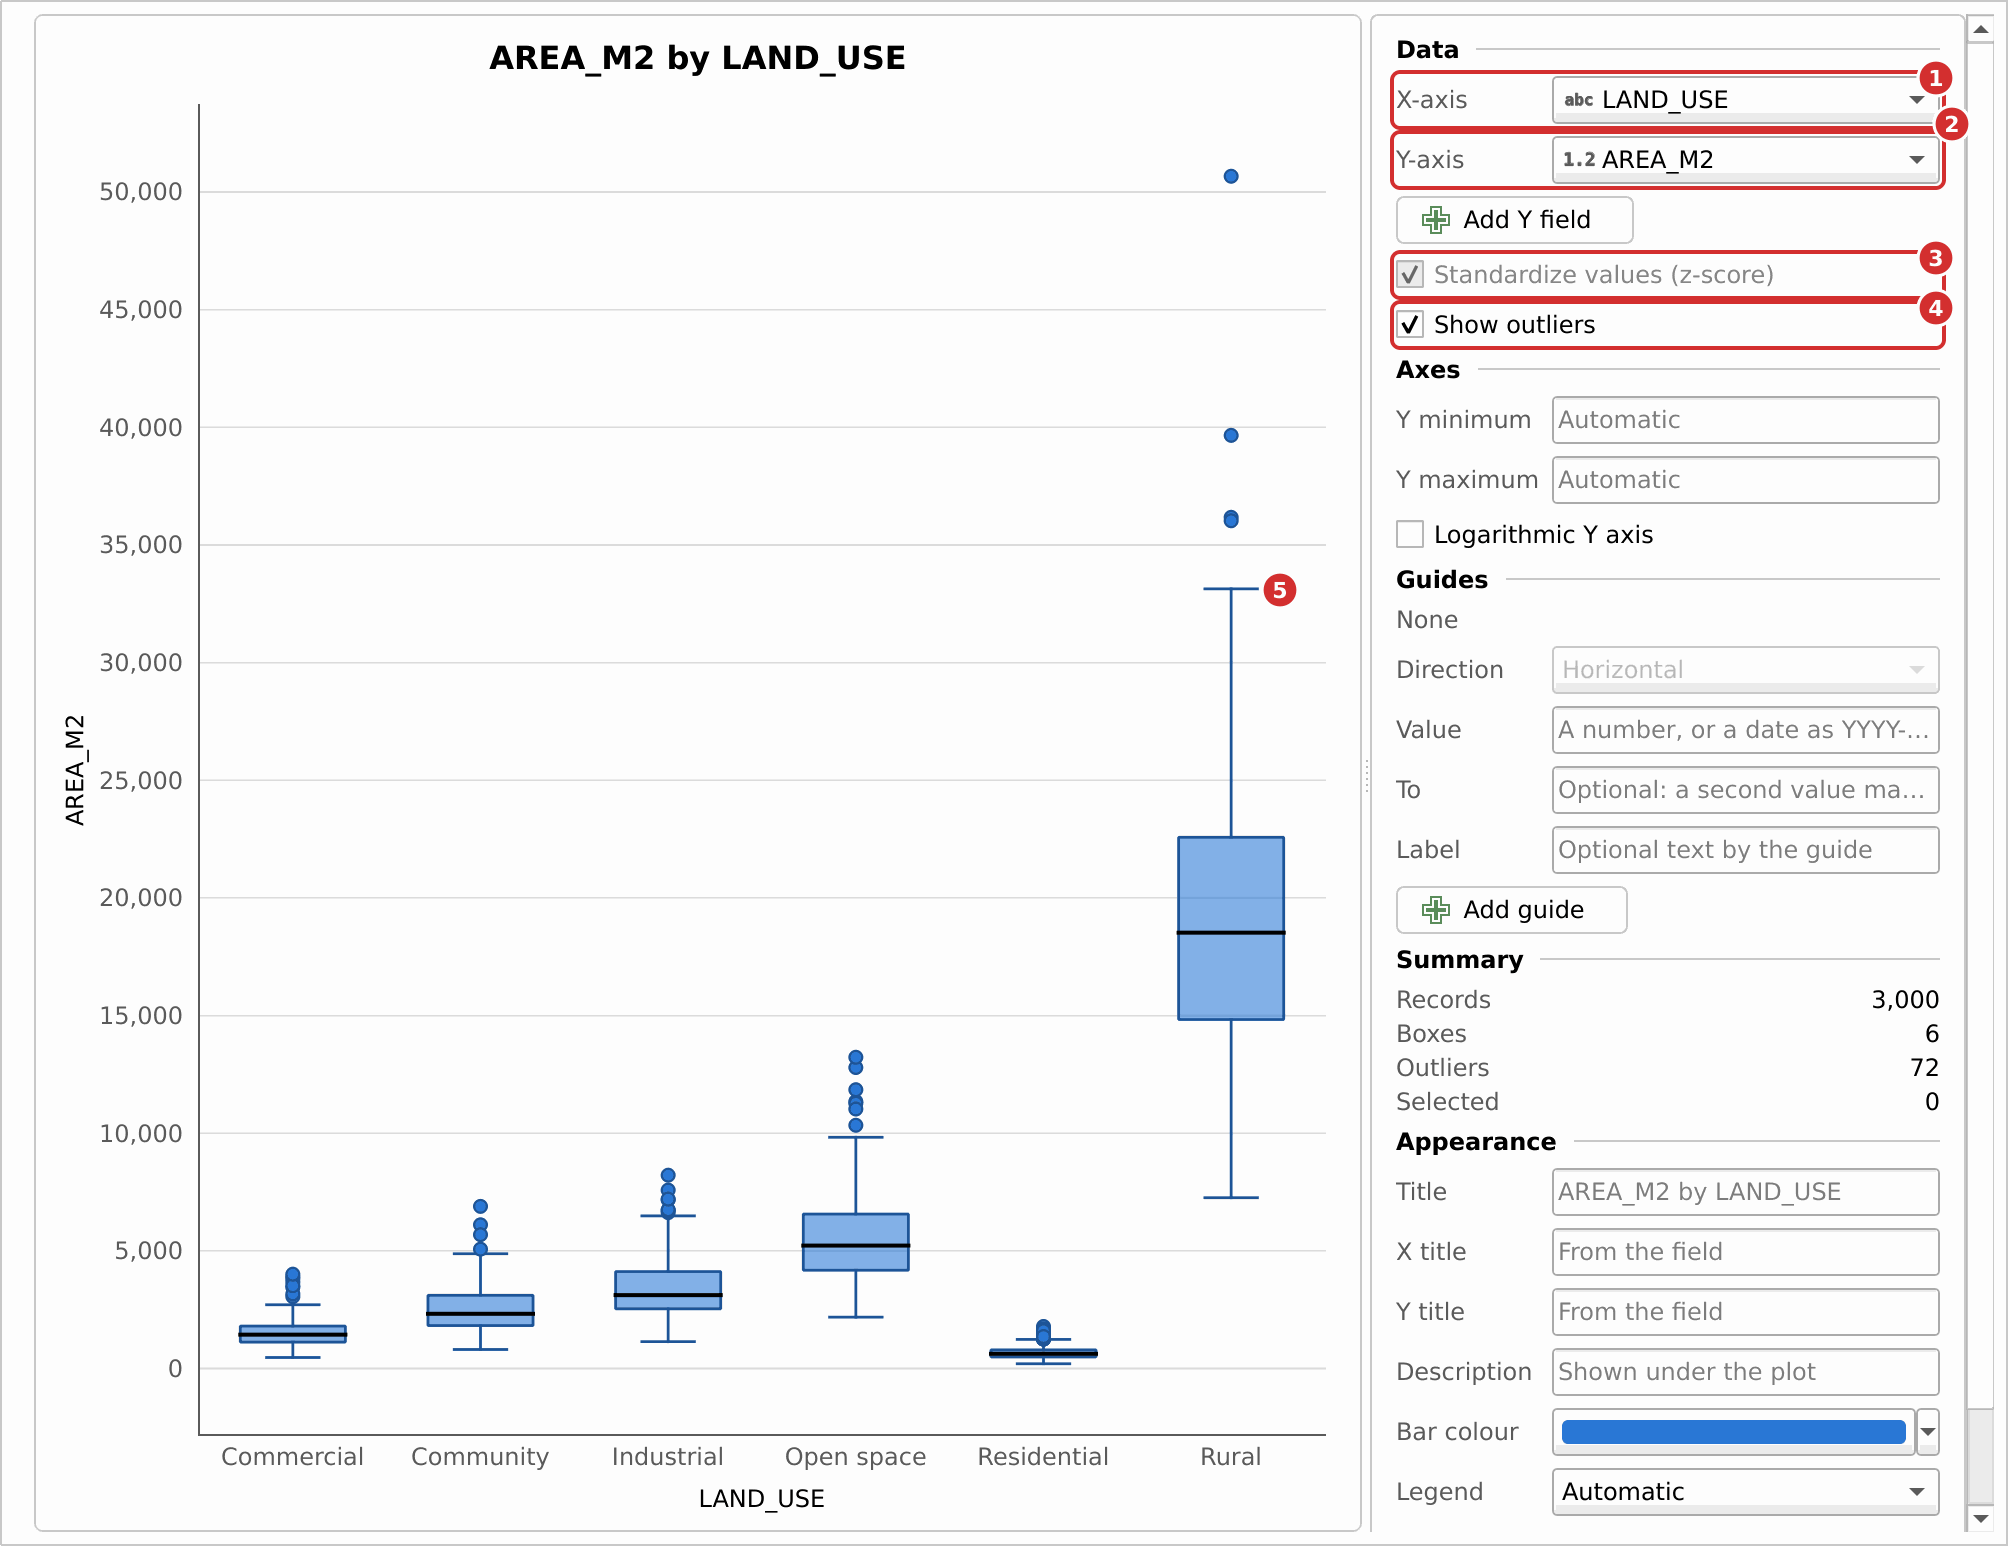 AREA_M2 by LAND_USE
50,000
45,000
40,000
35,000
30,000
25,000
20,000
15,000
10,000
5,000
0
AREA_M2
5
Commercial
Community
Industrial
Open space
Residential
Rural
LAND_USE
Data
1
X-axis abc LAND_USE
2
Y-axis 1.2 AREA_M2
Add Y field
3
Standardize values (z-score)
4
Show outliers
Axes
Y minimum Automatic
Y maximum Automatic
Logarithmic Y axis
Guides
None
Direction Horizontal
Value A number, or a date as YYYY-...
To Optional: a second value ma...
Label Optional text by the guide
Add guide
Summary
Records 3,000
Boxes 6
Outliers 72
Selected 0
Appearance
Title AREA_M2 by LAND_USE
X title From the field
Y title From the field
Description Shown under the plot
Bar colour
Legend Automatic